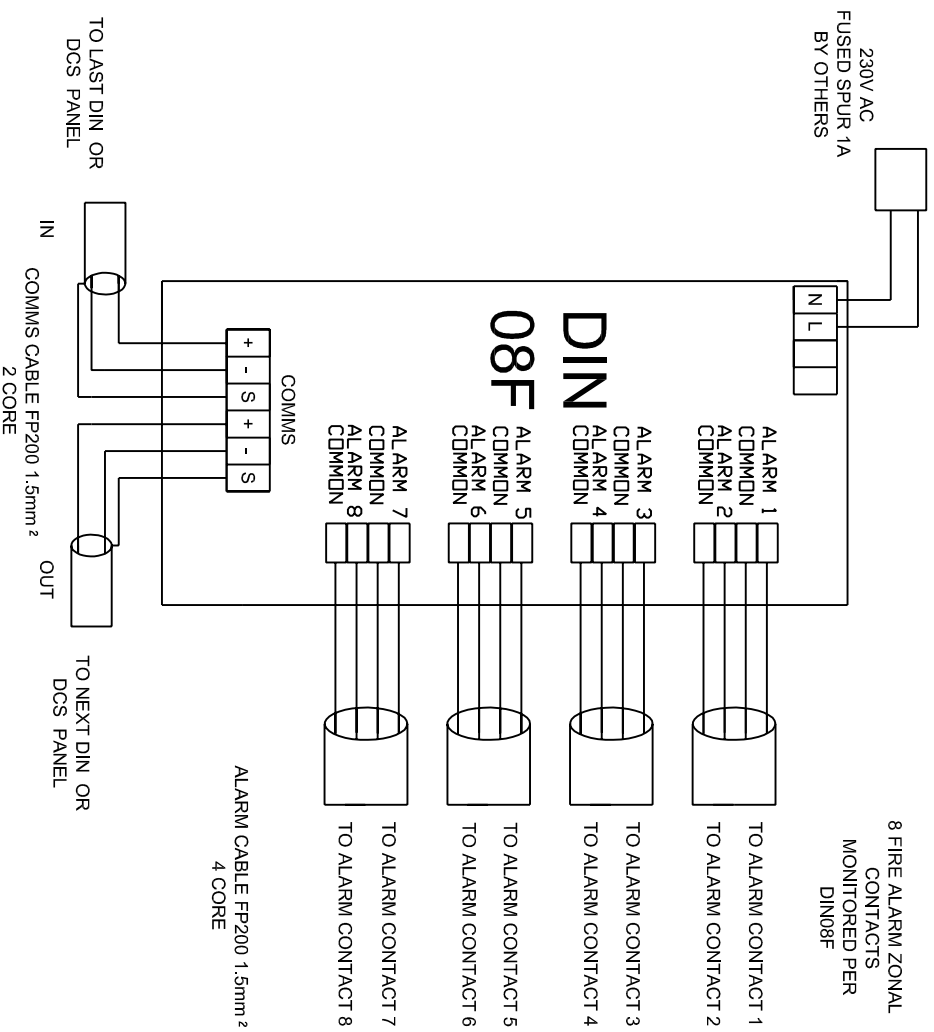 230V AC
FUSED SPUR 1A
BY OTHERS
8 FIRE ALARM ZONAL
CONTACTS
MONITORED PER
DIN08F
N
L
DIN
08F
ALARM 1
COMMON
ALARM 2
COMMON
TO ALARM CONTACT 1
TO ALARM CONTACT 2
ALARM 3
COMMON
ALARM 4
COMMON
TO ALARM CONTACT 3
TO ALARM CONTACT 4
ALARM 5
COMMON
ALARM 6
COMMON
TO ALARM CONTACT 5
TO ALARM CONTACT 6
ALARM 7
COMMON
ALARM 8
COMMON
TO ALARM CONTACT 7
TO ALARM CONTACT 8
COMMS
+
-
S
+
-
S
ALARM CABLE FP200 1.5mm²
4 CORE
TO LAST DIN OR
DCS PANEL
IN
COMMS CABLE FP200 1.5mm²
2 CORE
OUT
TO NEXT DIN OR
DCS PANEL